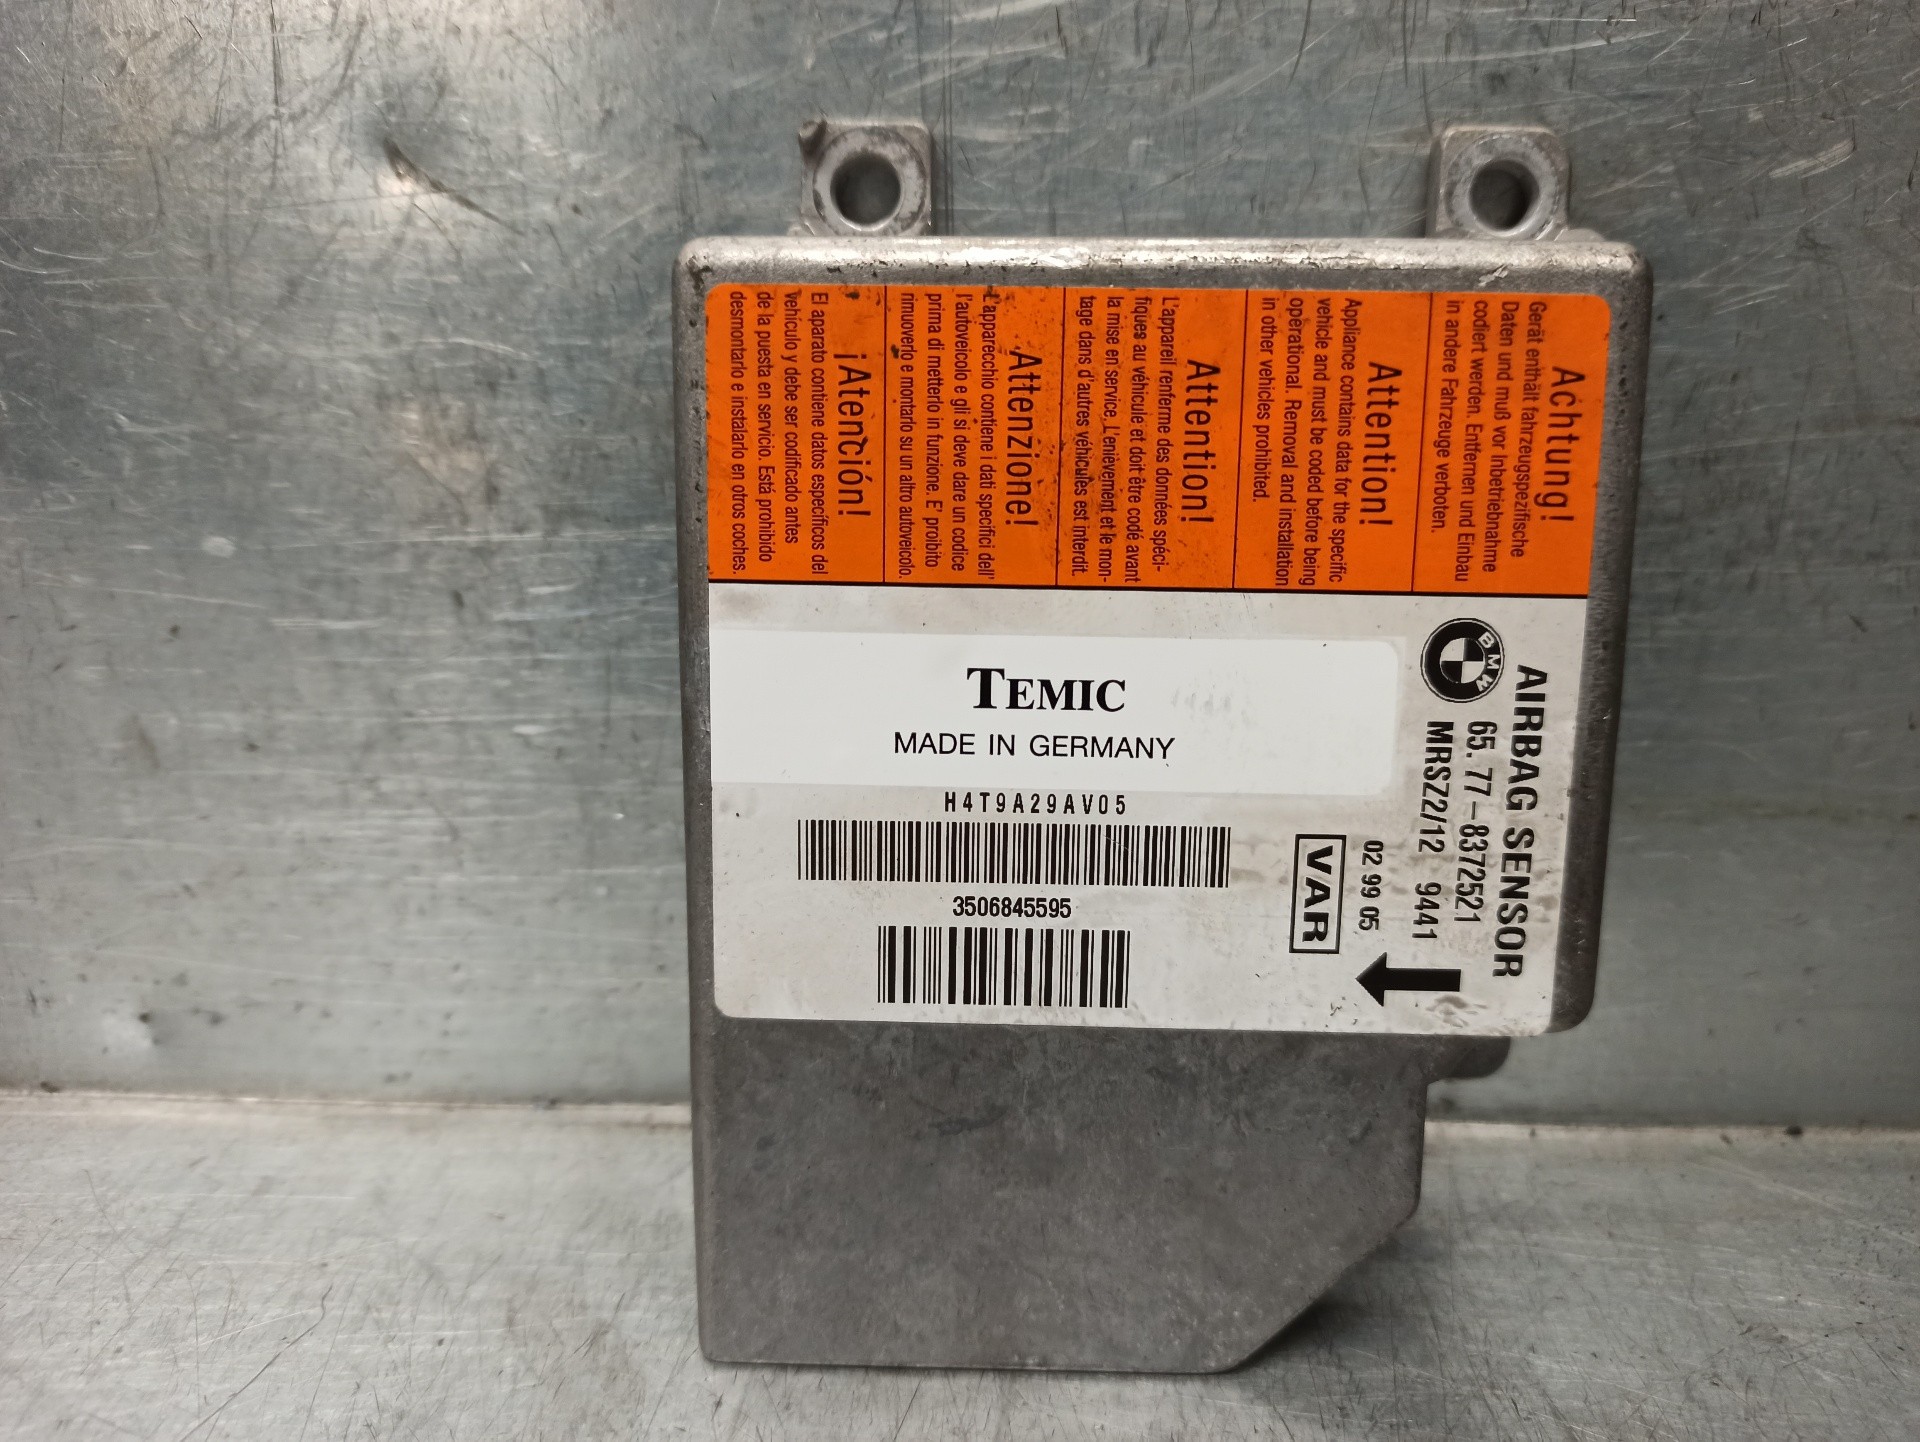 Achtung!
Gerät enthält fahrzeugspezifische
Daten und muß vor Inbetriebnahme
codiert werden. Entfernen und Einbau
in andere Fahrzeuge verboten.
Attention!
Appliance contains data for the specific
vehicle and must be coded before being
operational. Removal and installation
in other vehicles prohibited.
Attention!
L'appareil renferme des données spéci-
fiques au véhicule et doit être codé avant
la mise en service. L'enlèvement et le mon-
tage dans d'autres véhicules est interdit.
Attenzione!
L'apparecchio contiene i dati specifici dell'
l'autoveicolo e gli si deve dare un codice
prima di metterlo in funzione. E' proibito
rimuoverlo e montarlo su un altro autoveicolo.
¡Atención!
El aparato contiene datos específicos del
vehículo y debe ser codificado antes
de la puesta en servicio. Está prohibido
desmontarlo e instalarlo en otros coches.
BMW
AIRBAG SENSOR
65.77-8372521
MRSZ2/12 9441
02 99 05
VAR
TEMIC
MADE IN GERMANY
H4T9A29AV05
3506845595